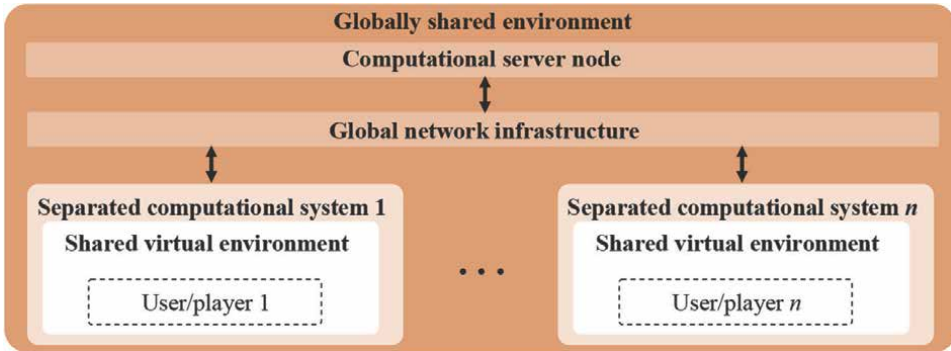 Globally shared environment
Computational server node
Global network infrastructure
Separated computational system 1
Separated computational system n
Shared virtual environment
Shared virtual environment
. . .
User/player 1
User/player n